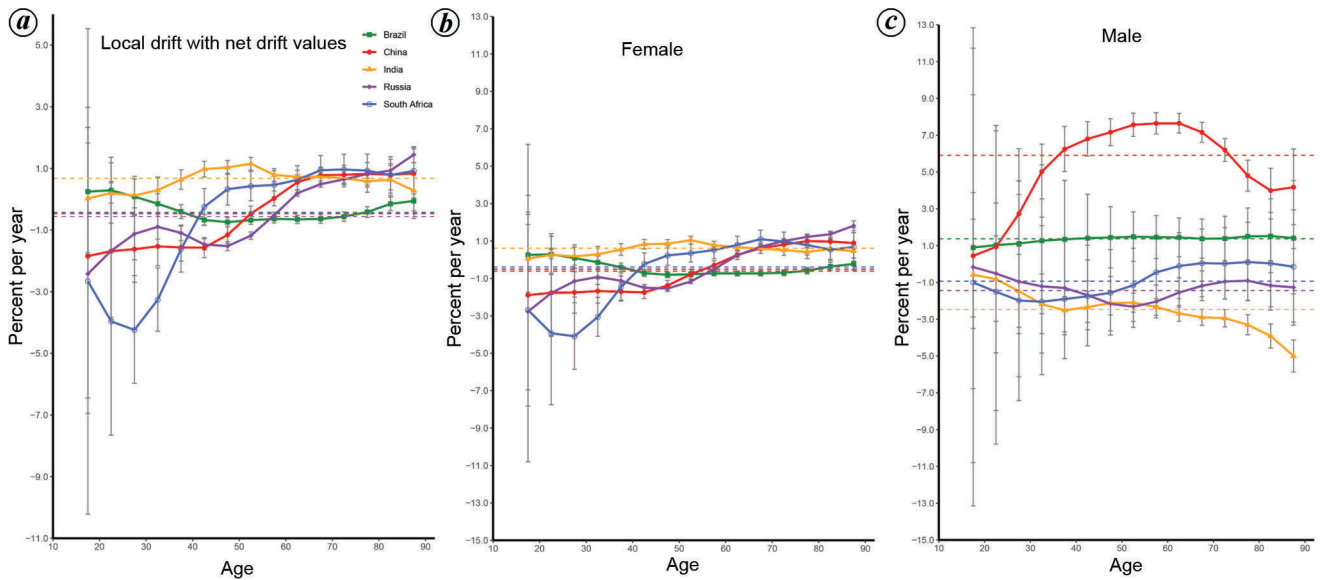 a
Local drift with net drift values
Brazil
China
India
Russia
South Africa
Percent per year
5.0
3.0
1.0
−1.0
−3.0
−5.0
−7.0
−9.0
−11.0
10 20 30 40 50 60 70 80 90
Age
b
Female
Percent per year
13.0
11.0
9.0
7.0
5.0
3.0
1.0
−1.0
−3.0
−5.0
−7.0
−9.0
−11.0
−13.0
−15.0
10 20 30 40 50 60 70 80 90
Age
c
Male
Percent per year
13.0
11.0
9.0
7.0
5.0
3.0
1.0
−1.0
−3.0
−5.0
−7.0
−9.0
−11.0
−13.0
−15.0
10 20 30 40 50 60 70 80 90
Age